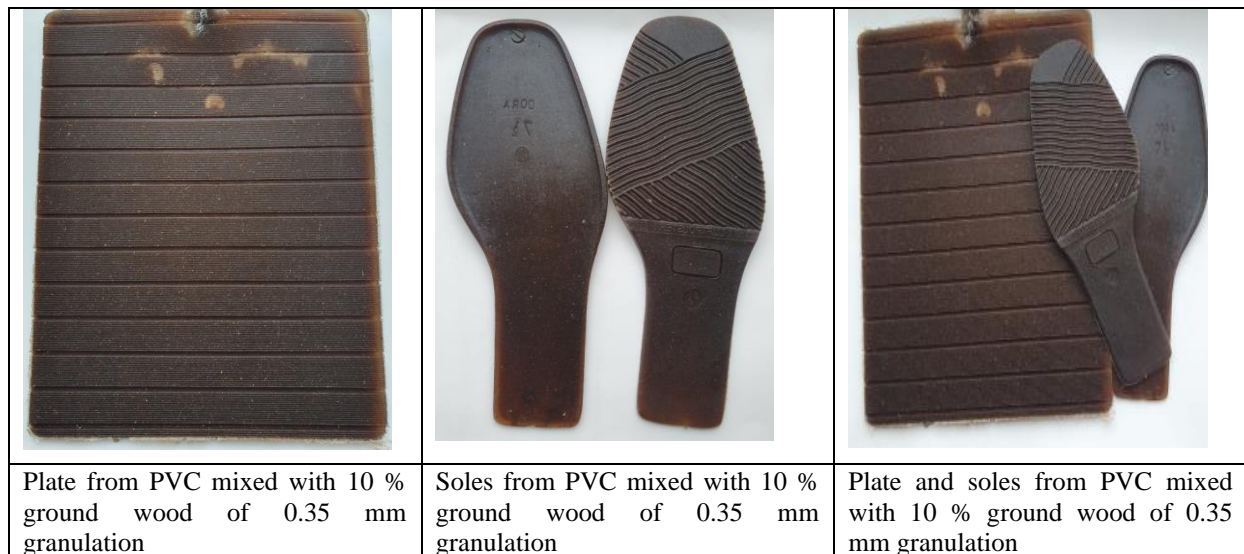 Plate from PVC mixed with 10 %
ground wood of 0.35 mm
granulation
Soles from PVC mixed with 10 %
ground wood of 0.35 mm
granulation
Plate and soles from PVC mixed
with 10 % ground wood of 0.35
mm granulation